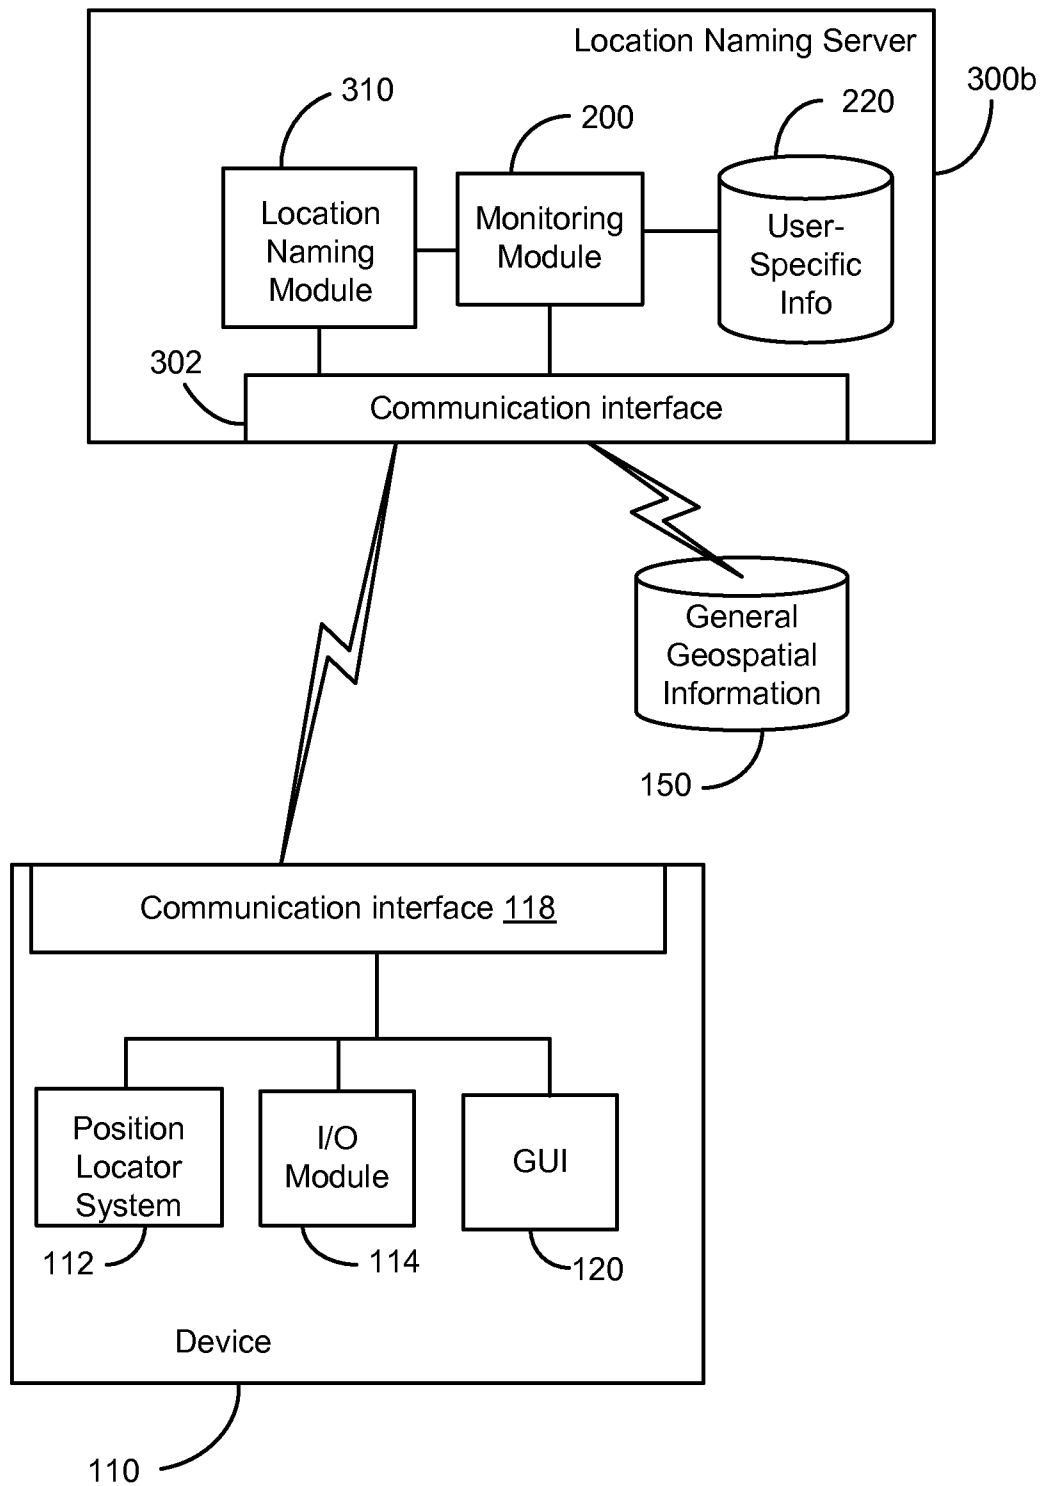 Location Naming Server
300b
310
200
220
Location
Naming
Module
Monitoring
Module
User-
Specific
Info
302
Communication interface
General
Geospatial
Information
150
Communication interface 118
Position
Locator
System
I/O
Module
GUI
112
114
120
Device
110